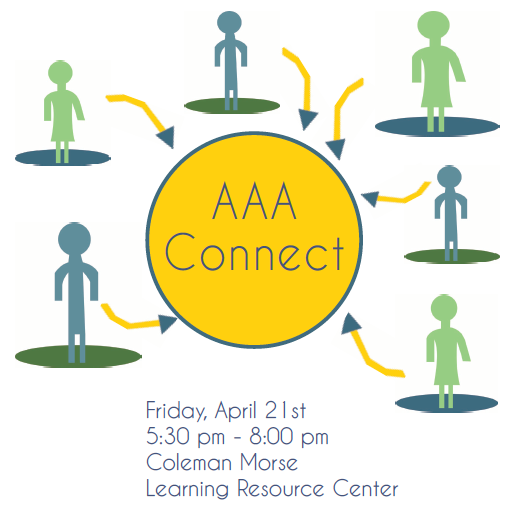 AAA
Connect
Friday, April 21st
5:30 pm - 8:00 pm
Coleman Morse
Learning Resource Center